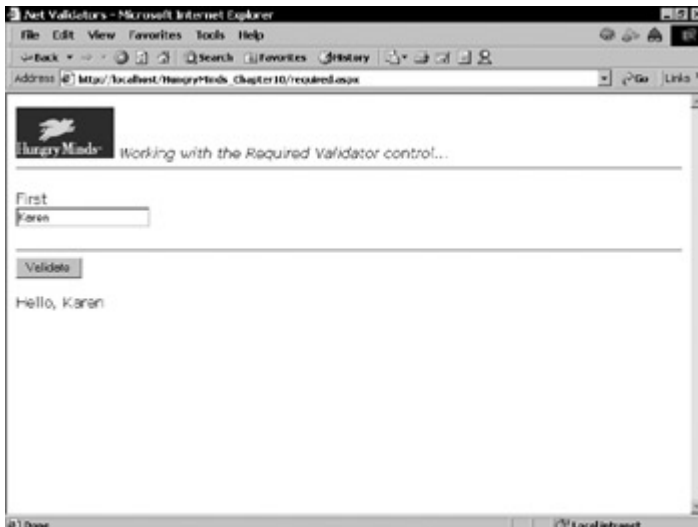 .Net Validators - Microsoft Internet Explorer
File Edit View Favorites Tools Help
Back Search Favorites History
Address http://localhost/HungryMinds_Chapter10/required.aspx Go Links
Hungry Minds Working with the Required Validator control...
First
Karen
Validate
Hello, Karen
Done Local intranet